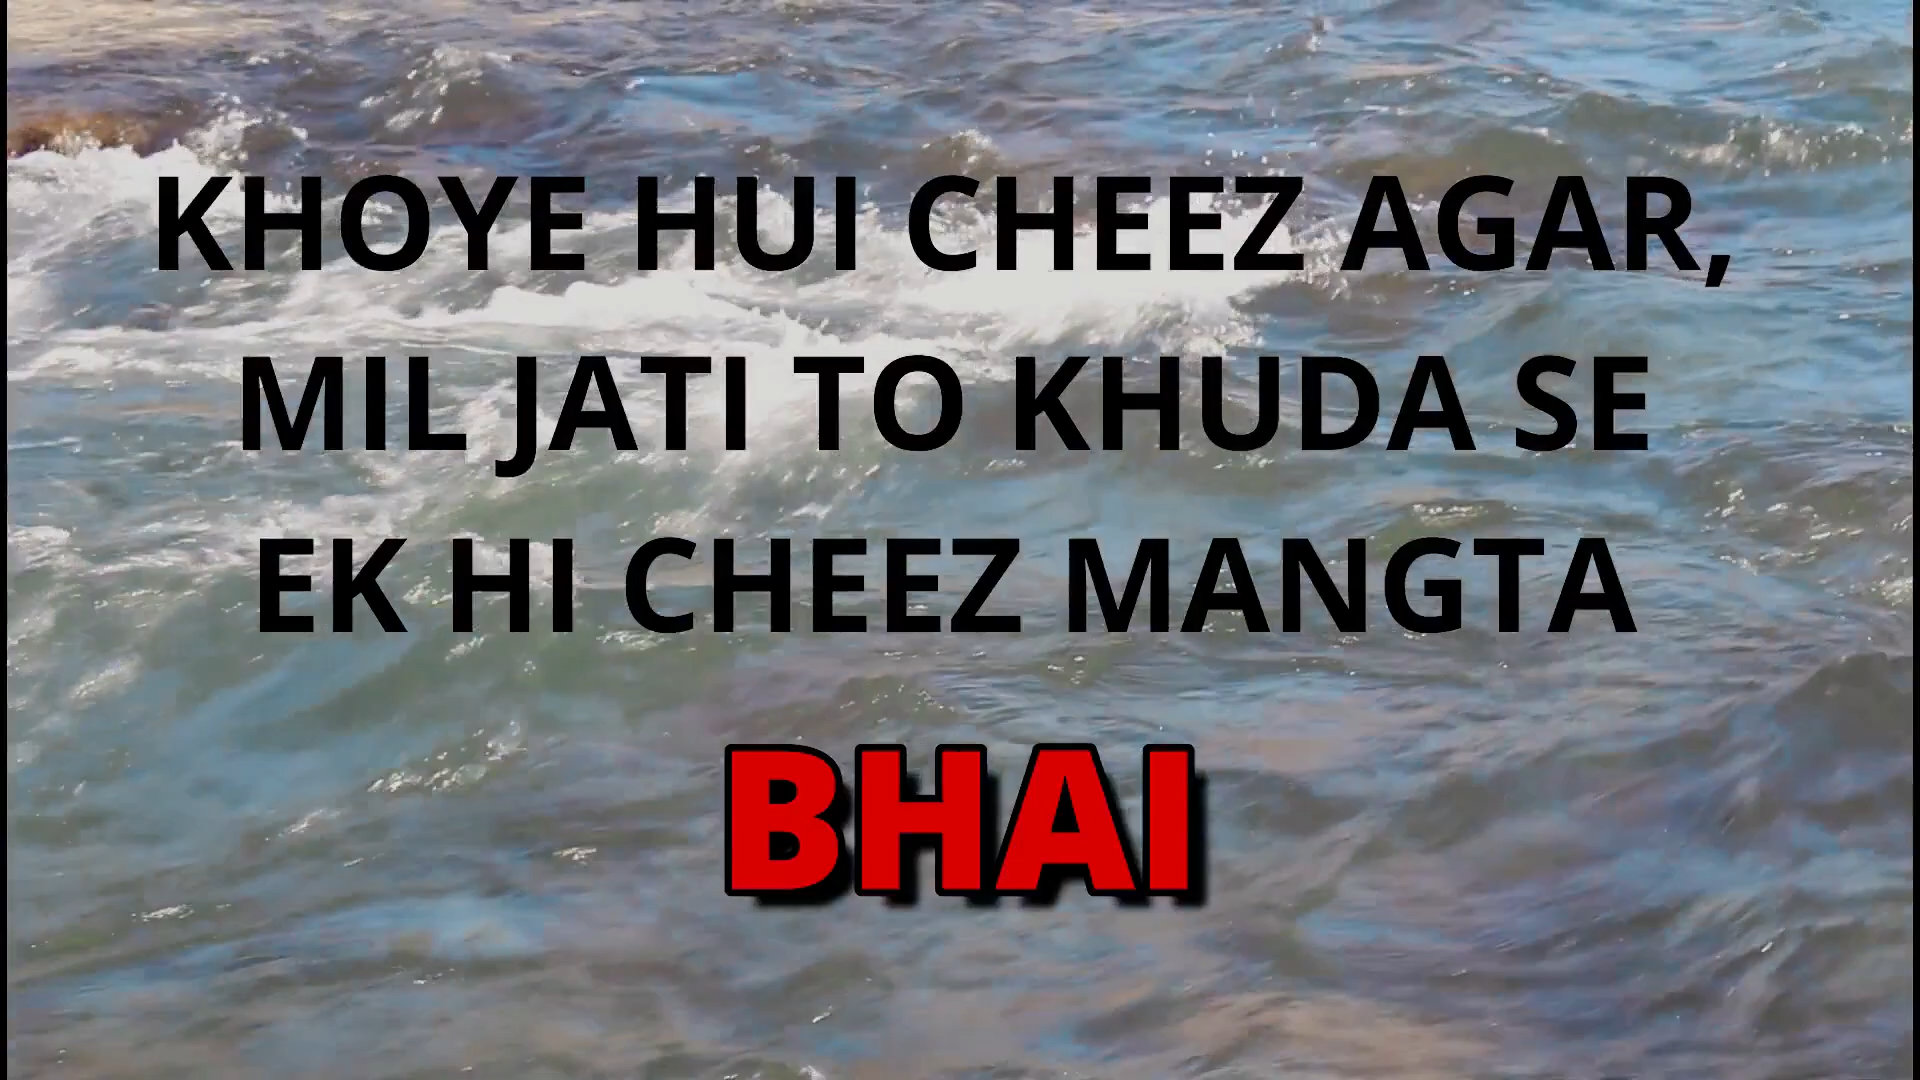 KHOYE HUI CHEEZ AGAR,
MIL JATI TO KHUDA SE
EK HI CHEEZ MANGTA
BHAI